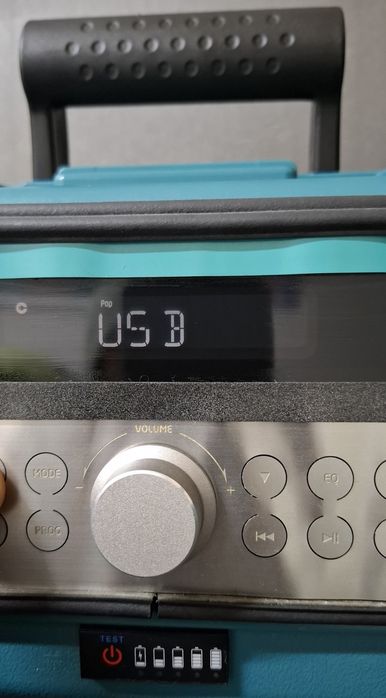 Pop
USB
VOLUME
MODE
- +
EQ
PROG
TEST